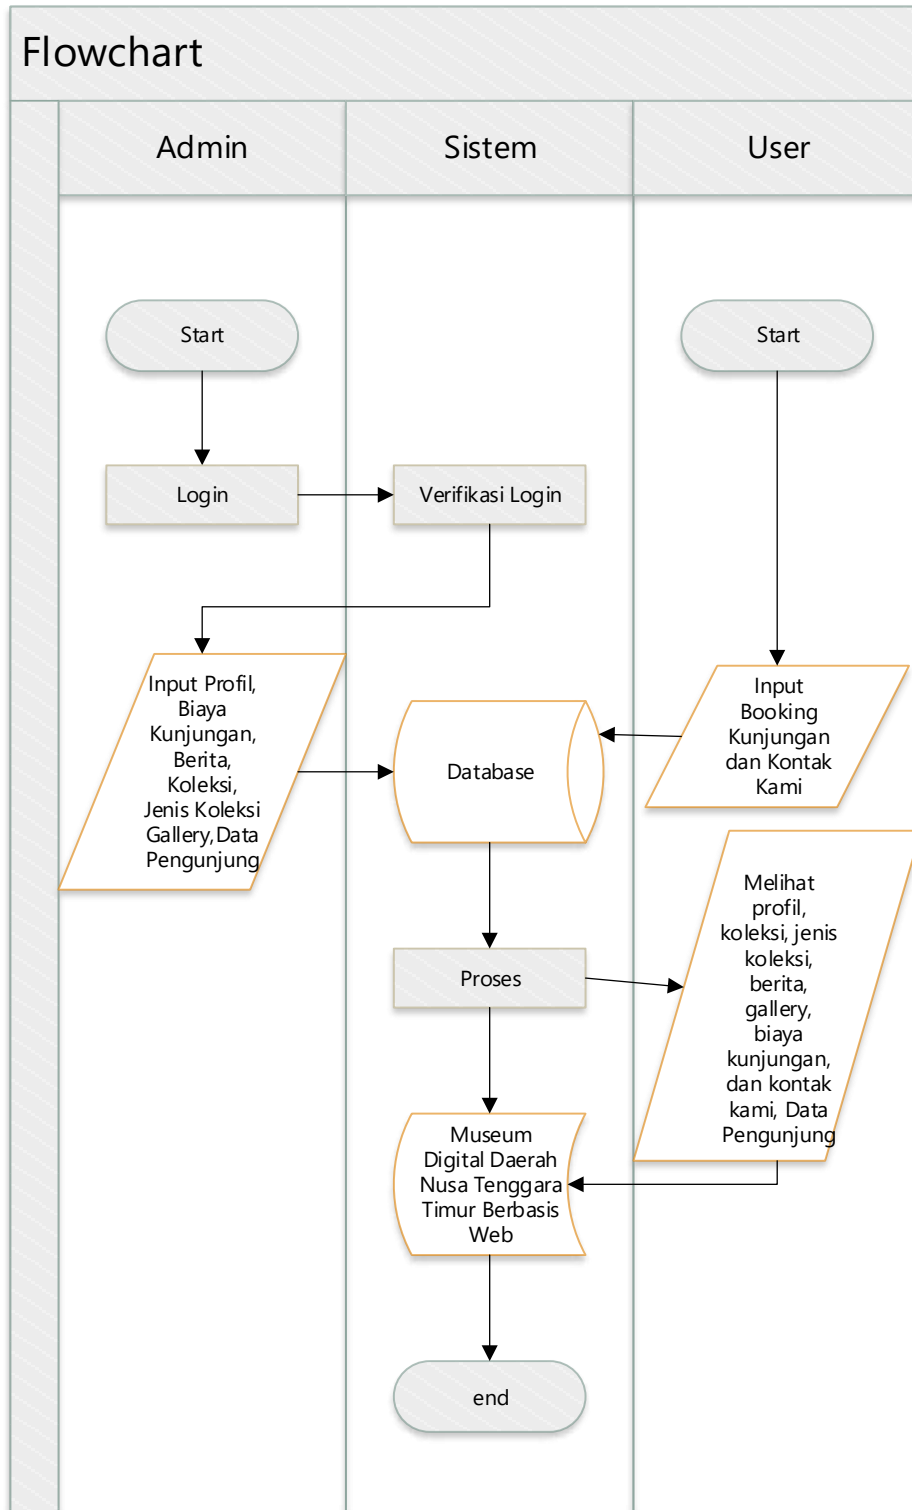 Flowchart
Admin
Sistem
User
Start
Start
Login
Verifikasi Login
Input Profil,
Biaya
Kunjungan,
Berita,
Koleksi,
Jenis Koleksi
Gallery,Data
Pengunjung
Database
Input
Booking
Kunjungan
dan Kontak
Kami
Proses
Melihat
profil,
koleksi, jenis
koleksi,
berita,
gallery,
biaya
kunjungan,
dan kontak
kami, Data
Pengunjung
Museum
Digital Daerah
Nusa Tenggara
Timur Berbasis
Web
end